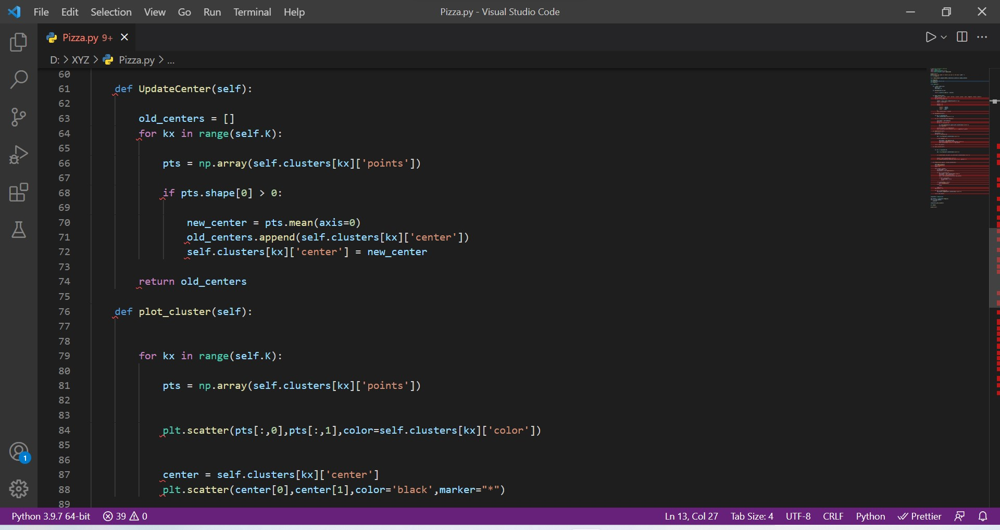 File Edit Selection View Go Run Terminal Help
Pizza.py - Visual Studio Code
Pizza.py 9+
D: > XYZ > Pizza.py > ...
60
61 def UpdateCenter(self):
62
63 old_centers = []
64 for kx in range(self.K):
65
66 pts = np.array(self.clusters[kx]['points'])
67
68 if pts.shape[0] > 0:
69
70 new_center = pts.mean(axis=0)
71 old_centers.append(self.clusters[kx]['center'])
72 self.clusters[kx]['center'] = new_center
73
74 return old_centers
75
76 def plot_cluster(self):
77
78
79 for kx in range(self.K):
80
81 pts = np.array(self.clusters[kx]['points'])
82
83
84 plt.scatter(pts[:,0],pts[:,1],color=self.clusters[kx]['color'])
85
86
87 center = self.clusters[kx]['center']
88 plt.scatter(center[0],center[1],color='black',marker="*")
89
1
Python 3.9.7 64-bit 39 0 Ln 13, Col 27 Tab Size: 4 UTF-8 CRLF Python Prettier